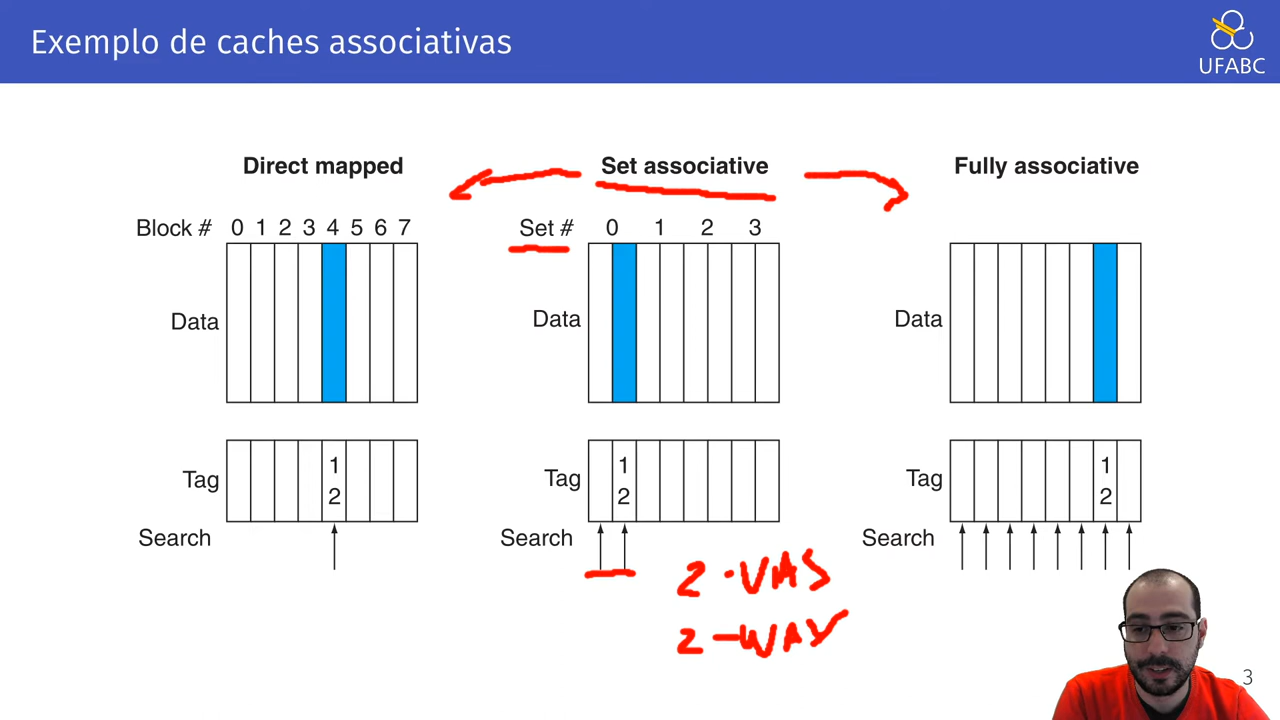 Exemplo de caches associativas
UFABC
Direct mapped
Block # 0 1 2 3 4 5 6 7
Data
Tag
1
2
Search
Set associative
Set # 0 1 2 3
Data
Tag
1
2
Search
2-VAS
2-WAY
Fully associative
Data
Tag
1
2
Search
3